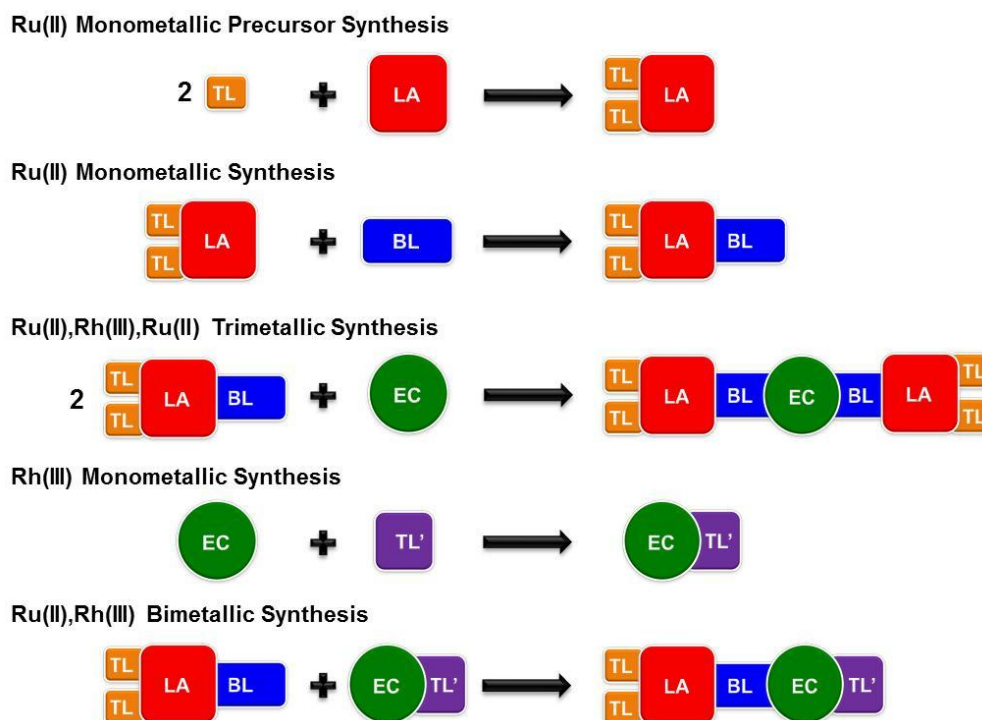 Ru(II) Monometallic Precursor Synthesis
2 TL + LA TL LA
TL
Ru(II) Monometallic Synthesis
TL LA + BL TL LA BL
TL TL
Ru(II),Rh(III),Ru(II) Trimetallic Synthesis
2 TL LA BL + EC TL LA BL EC BL LA TL
TL TL TL
Rh(III) Monometallic Synthesis
EC + TL' EC TL'
Ru(II),Rh(III) Bimetallic Synthesis
TL LA BL + EC TL' TL LA BL EC TL'
TL TL